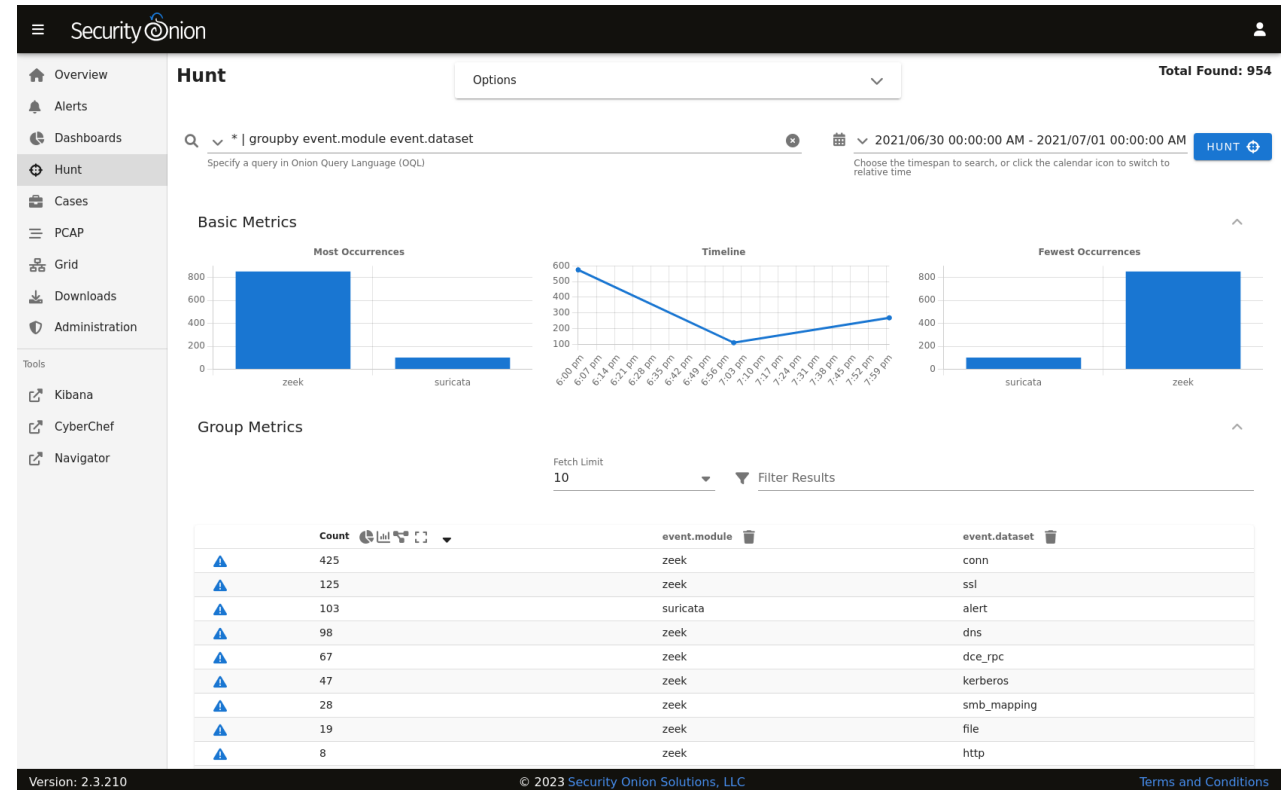 Security Onion
Overview
Alerts
Dashboards
Hunt
Cases
PCAP
Grid
Downloads
Administration
Tools
Kibana
CyberChef
Navigator
Hunt
Options
Total Found: 954
* | groupby event.module event.dataset
Specify a query in Onion Query Language (OQL)
2021/06/30 00:00:00 AM - 2021/07/01 00:00:00 AM
Choose the timespan to search, or click the calendar icon to switch to
relative time
HUNT
Basic Metrics
Most Occurrences
800
600
400
200
0
zeek suricata
Timeline
600
500
400
300
200
100
6:00 pm 6:07 pm 6:14 pm 6:21 pm 6:28 pm 6:35 pm 6:42 pm 6:49 pm 6:56 pm 7:03 pm 7:10 pm 7:17 pm 7:24 pm 7:31 pm 7:38 pm 7:45 pm 7:52 pm 7:59 pm
Fewest Occurrences
800
600
400
200
0
suricata zeek
Group Metrics
Fetch Limit
10
Filter Results
Count event.module event.dataset
425 zeek conn
125 zeek ssl
103 suricata alert
98 zeek dns
67 zeek dce_rpc
47 zeek kerberos
28 zeek smb_mapping
19 zeek file
8 zeek http
Version: 2.3.210
© 2023 Security Onion Solutions, LLC
Terms and Conditions